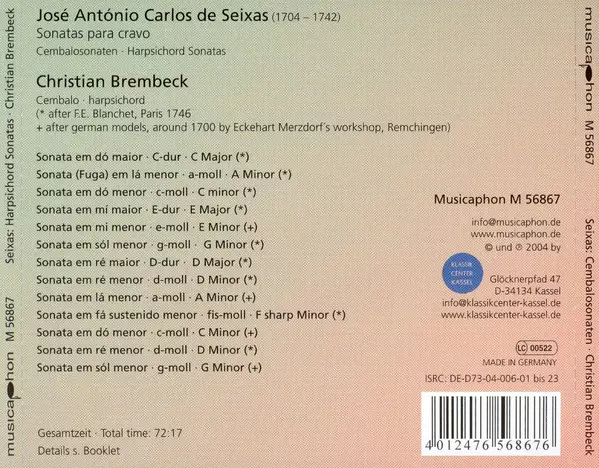 José António Carlos de Seixas (1704 – 1742)
Sonatas para cravo
Cembalosonaten · Harpsichord Sonatas
Christian Brembeck
Cembalo · harpsichord
(* after F.E. Blanchet, Paris 1746
+ after german models, around 1700 by Eckehart Merzdorf´s workshop, Remchingen)
Sonata em dó maior · C-dur · C Major (*)
Sonata (Fuga) em lá menor · a-moll · A Minor (*)
Sonata em dó menor · c-moll · C minor (*)
Sonata em mí maior · E-dur · E Major (*)
Sonata em mi menor · e-moll · E Minor (+)
Sonata em sól menor · g-moll · G Minor (*)
Sonata em ré maior · D-dur · D Major (*)
Sonata em ré menor · d-moll · D Minor (*)
Sonata em lá menor · a-moll · A Minor (+)
Sonata em fá sustenido menor · fis-moll · F sharp Minor (*)
Sonata em dó menor · c-moll · C Minor (+)
Sonata em ré menor · d-moll · D Minor (*)
Sonata em sól menor · g-moll · G Minor (+)
Gesamtzeit · Total time: 72:17
Details s. Booklet
Musicaphon M 56867
info@musicaphon.de
www.musicaphon.de
© und ℗ 2004 by
KLASSIK
CENTER
KASSEL
Glöcknerpfad 47
D-34134 Kassel
info@klassikcenter-kassel.de
www.klassikcenter-kassel.de
LC 00522
MADE IN GERMANY
ISRC: DE-D73-04-006-01 bis 23
4 012476 568676
musicaphon M 56867 Seixas: Harpsichord Sonatas · Christian Brembeck
musicaphon M 56867 Seixas: Cembalosonaten · Christian Brembeck